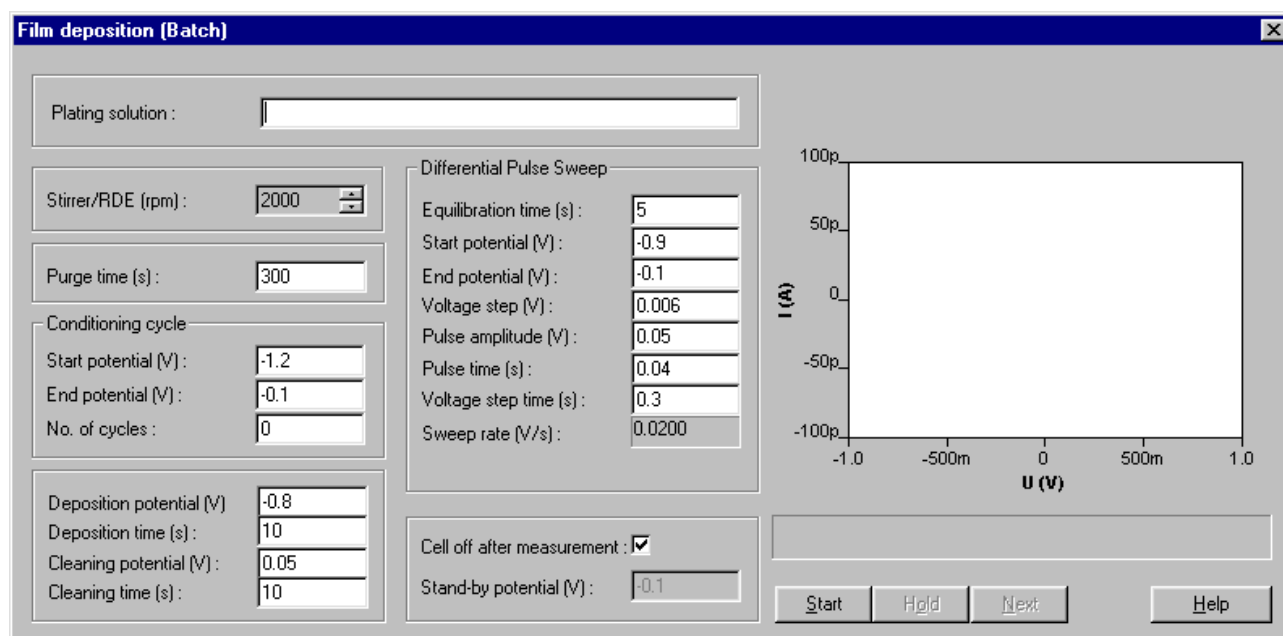 Film deposition (Batch)
Plating solution :
Stirrer/RDE (rpm) : 2000
Purge time (s) : 300
Conditioning cycle
Start potential (V) : -1.2
End potential (V) : -0.1
No. of cycles : 0
Deposition potential (V) -0.8
Deposition time (s) : 10
Cleaning potential (V) : 0.05
Cleaning time (s) : 10
Differential Pulse Sweep
Equilibration time (s) : 5
Start potential (V) : -0.9
End potential (V) : -0.1
Voltage step (V) : 0.006
Pulse amplitude (V) : 0.05
Pulse time (s) : 0.04
Voltage step time (s) : 0.3
Sweep rate (V/s) : 0.0200
Cell off after measurement :
Stand-by potential (V) : -0.1
100p
50p
0
-50p
-100p
I (A)
-1.0 -500m 0 500m 1.0
U (V)
Start Hold Next Help